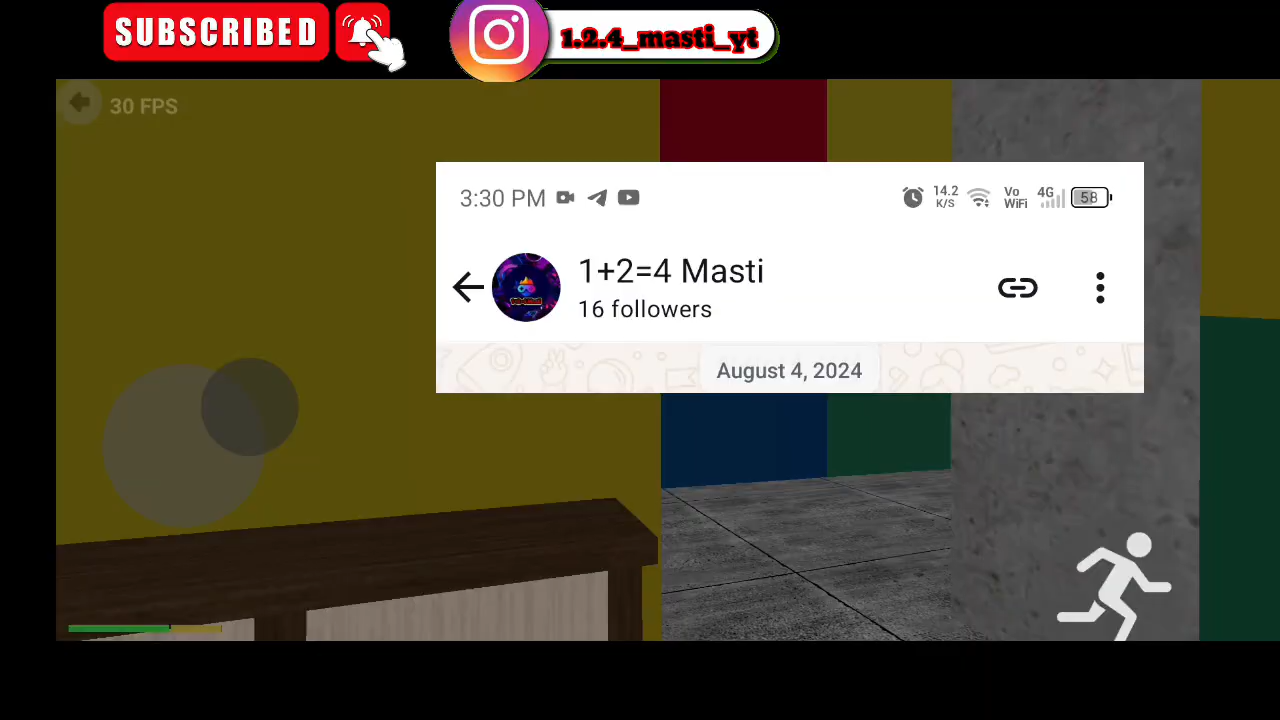 SUBSCRIBED
1.2.4_masti_yt
30 FPS
3:30 PM
14.2 K/S
Vo WiFi
4G
58
1+2=4 Masti
16 followers
August 4, 2024